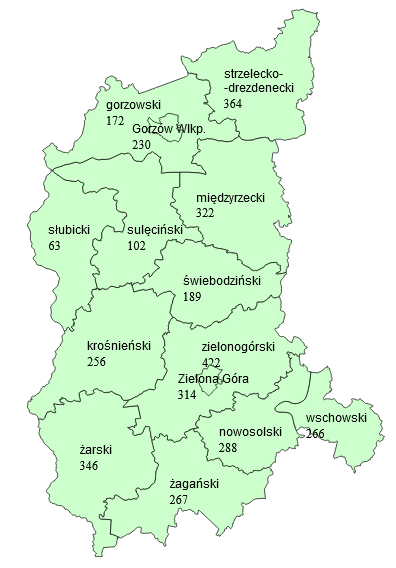 strzelecko-
-drezdenecki
364
gorzowski
172
Gorzów Wlkp.
230
międzyrzecki
322
słubicki
63
sulęciński
102
świebodziński
189
krośnieński
256
zielonogórski
422
Zielona Góra
314
wschowski
266
nowosolski
288
żarski
346
żagański
267